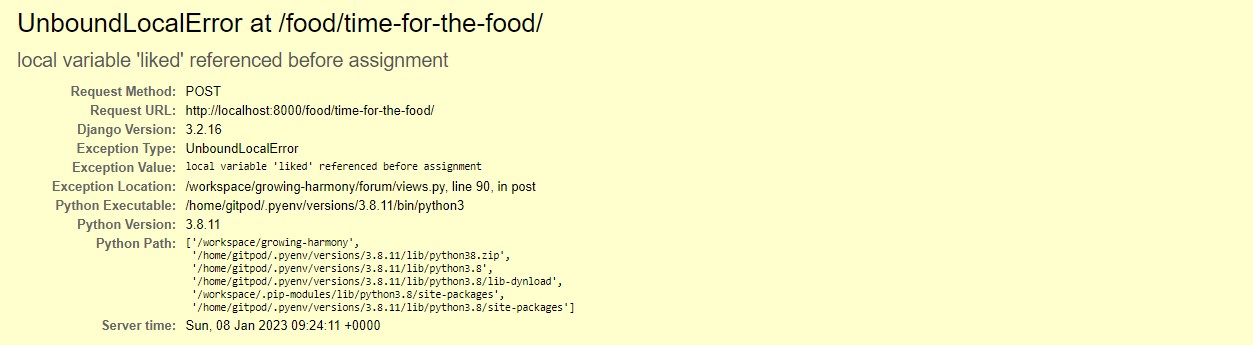 UnboundLocalError at /food/time-for-the-food/
local variable 'liked' referenced before assignment
Request Method: POST
Request URL: http://localhost:8000/food/time-for-the-food/
Django Version: 3.2.16
Exception Type: UnboundLocalError
Exception Value: local variable 'liked' referenced before assignment
Exception Location: /workspace/growing-harmony/forum/views.py, line 90, in post
Python Executable: /home/gitpod/.pyenv/versions/3.8.11/bin/python3
Python Version: 3.8.11
Python Path: ['/workspace/growing-harmony',
'/home/gitpod/.pyenv/versions/3.8.11/lib/python38.zip',
'/home/gitpod/.pyenv/versions/3.8.11/lib/python3.8',
'/home/gitpod/.pyenv/versions/3.8.11/lib/python3.8/lib-dynload',
'/workspace/.pip-modules/lib/python3.8/site-packages',
'/home/gitpod/.pyenv/versions/3.8.11/lib/python3.8/site-packages']
Server time: Sun, 08 Jan 2023 09:24:11 +0000